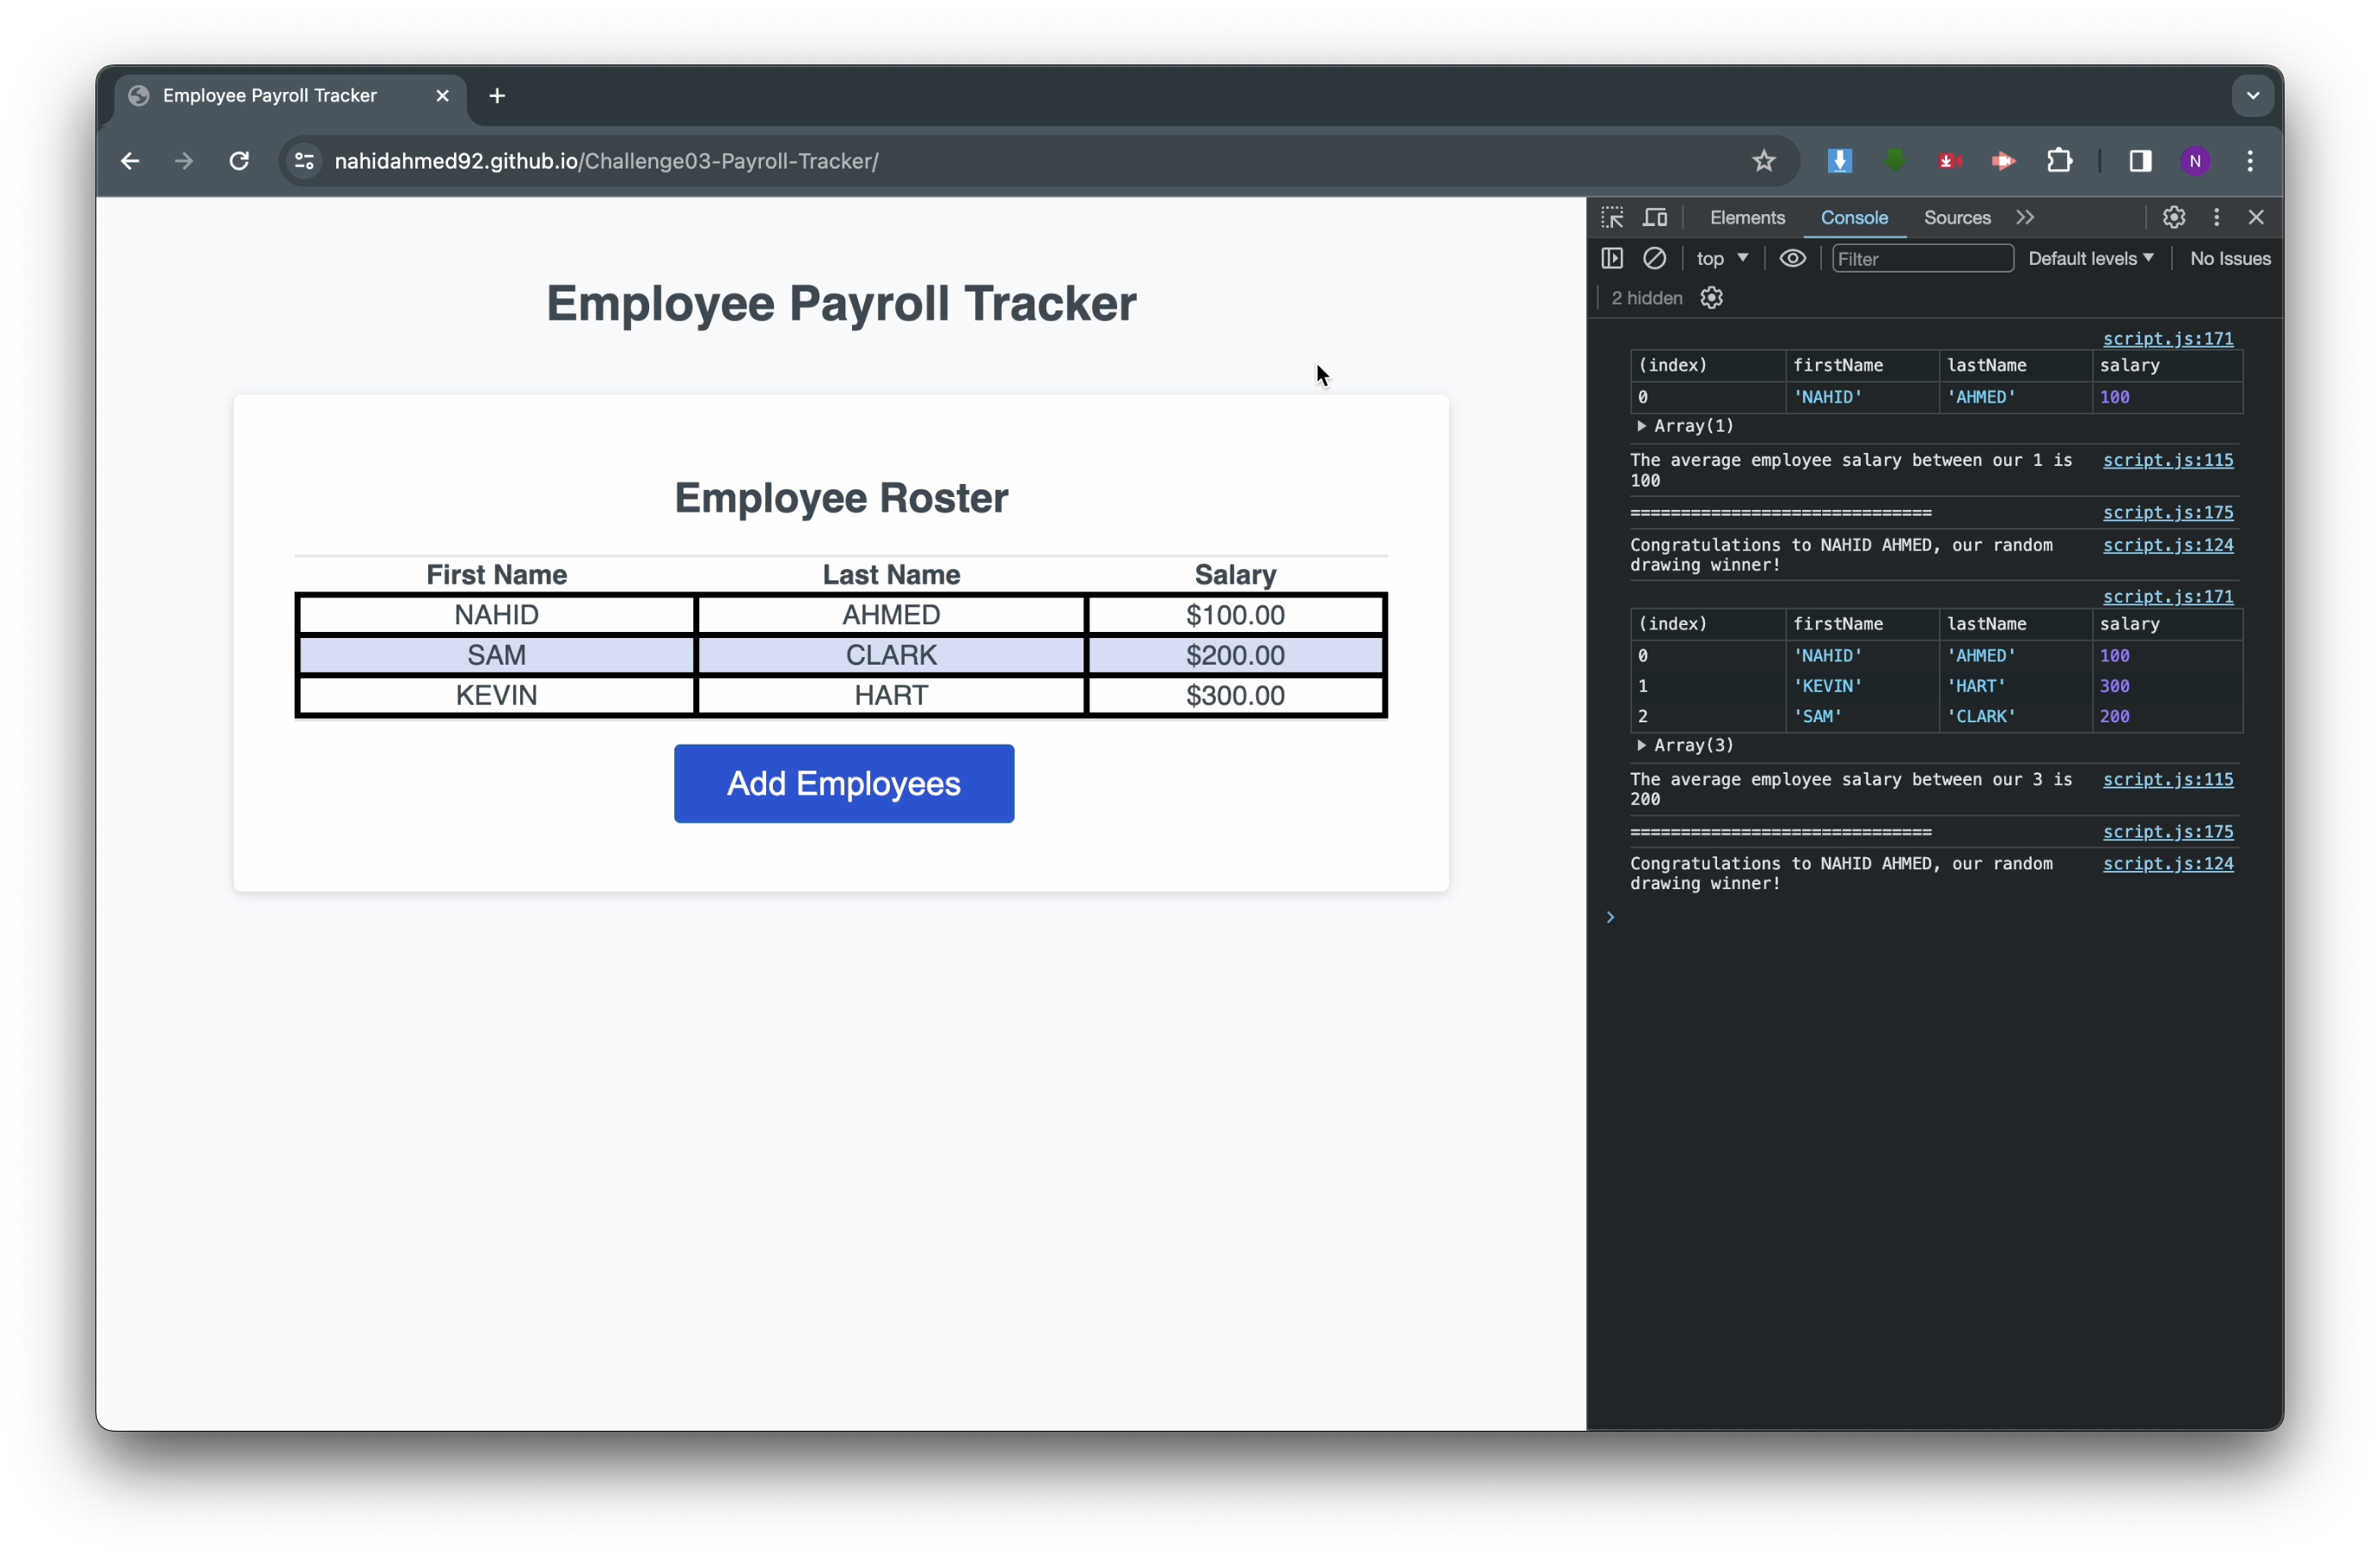 Employee Payroll Tracker
nahidahmed92.github.io/Challenge03-Payroll-Tracker/
N
Employee Payroll Tracker
Employee Roster
First Name Last Name Salary
NAHID AHMED $100.00
SAM CLARK $200.00
KEVIN HART $300.00
Add Employees
Elements Console Sources
top Filter Default levels No Issues
2 hidden
script.js:171
(index) firstName lastName salary
0 'NAHID' 'AHMED' 100
Array(1)
The average employee salary between our 1 is script.js:115
100
============================== script.js:175
Congratulations to NAHID AHMED, our random script.js:124
drawing winner!
script.js:171
(index) firstName lastName salary
0 'NAHID' 'AHMED' 100
1 'KEVIN' 'HART' 300
2 'SAM' 'CLARK' 200
Array(3)
The average employee salary between our 3 is script.js:115
200
============================== script.js:175
Congratulations to NAHID AHMED, our random script.js:124
drawing winner!